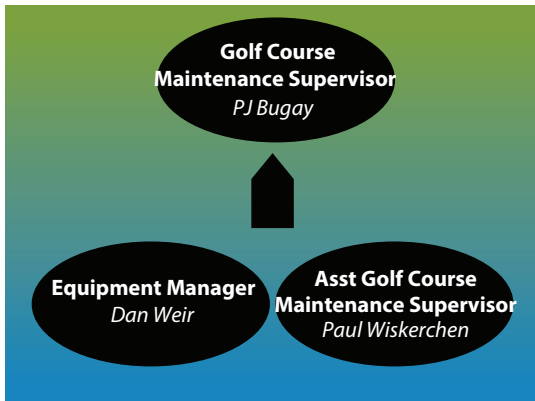 Golf Course
Maintenance Supervisor
PJ Bugay
Equipment Manager
Dan Weir
Asst Golf Course
Maintenance Supervisor
Paul Wiskerchen